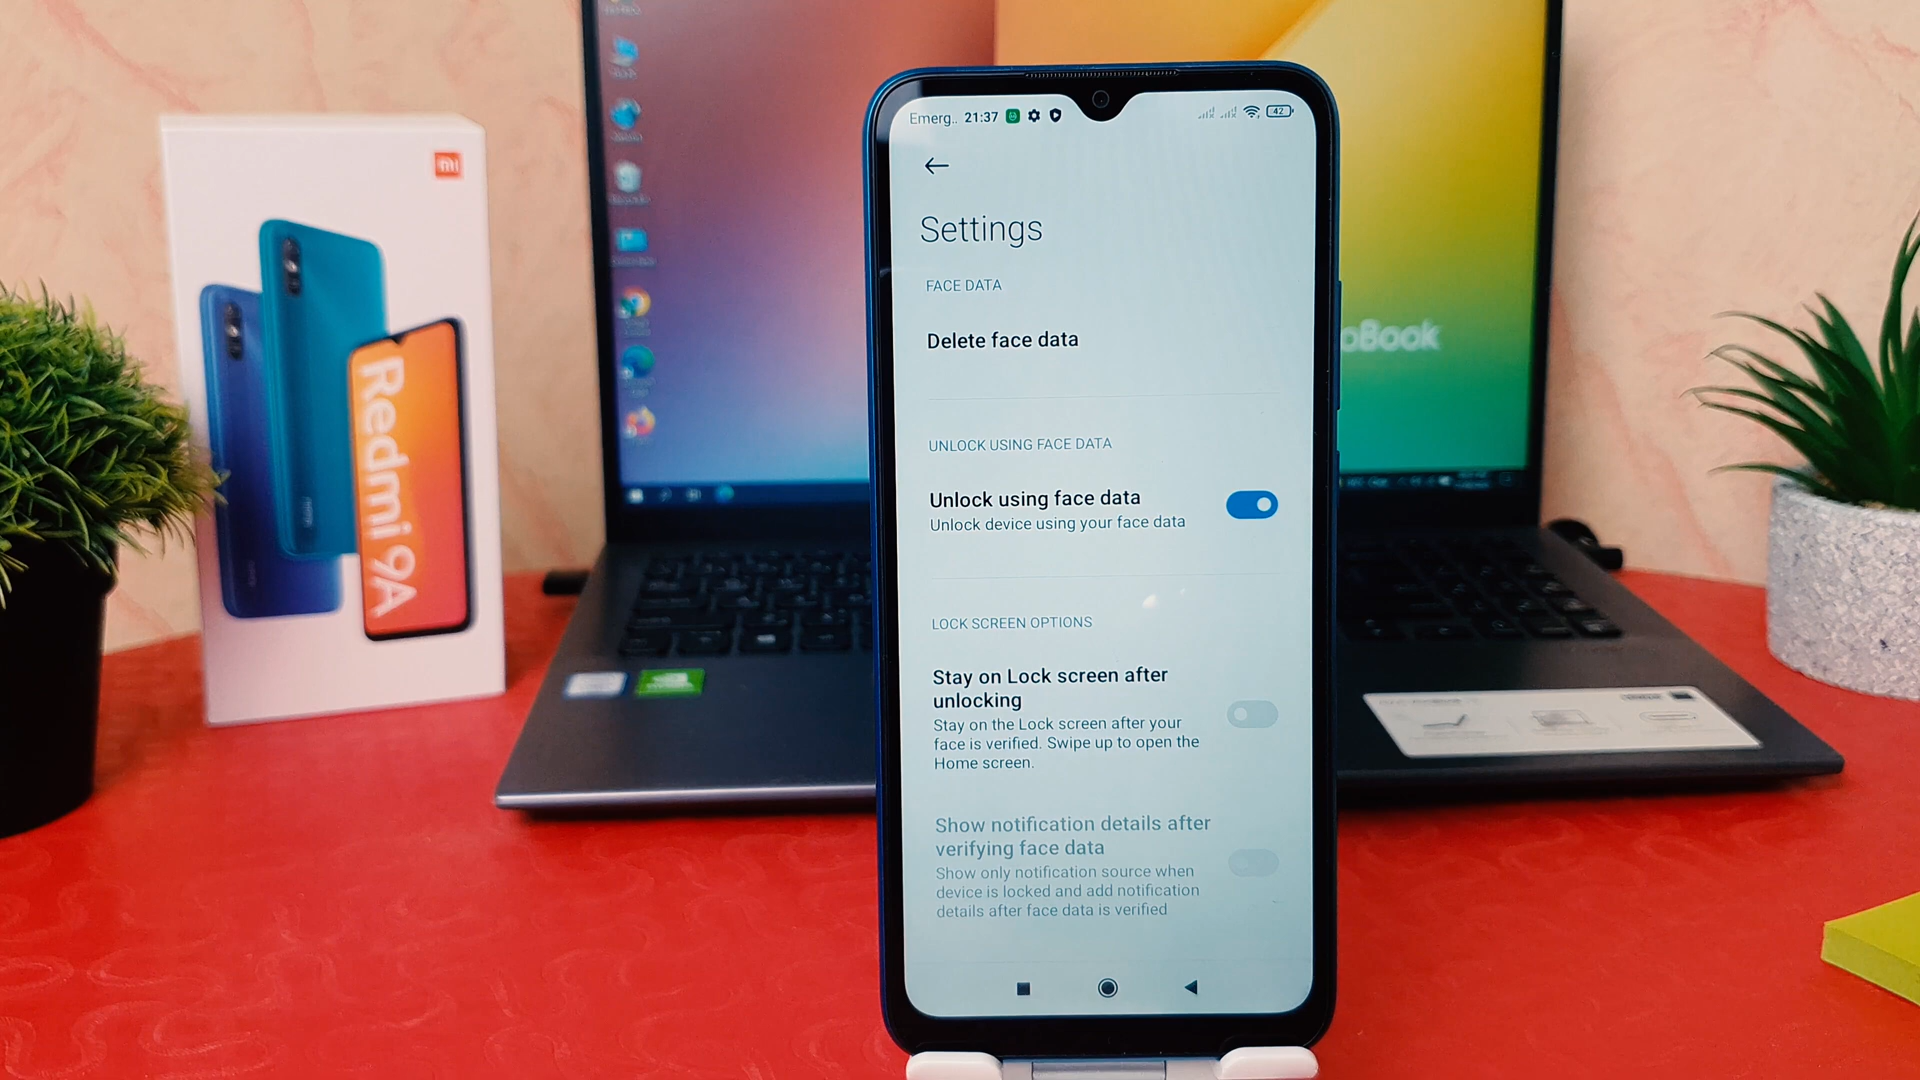 Emerg.. 21:37
42
Settings
FACE DATA
Delete face data
UNLOCK USING FACE DATA
Unlock using face data
Unlock device using your face data
LOCK SCREEN OPTIONS
Stay on Lock screen after
unlocking
Stay on the Lock screen after your
face is verified. Swipe up to open the
Home screen.
Show notification details after
verifying face data
Show only notification source when
device is locked and add notification
details after face data is verified
mi
Redmi 9A
oBook